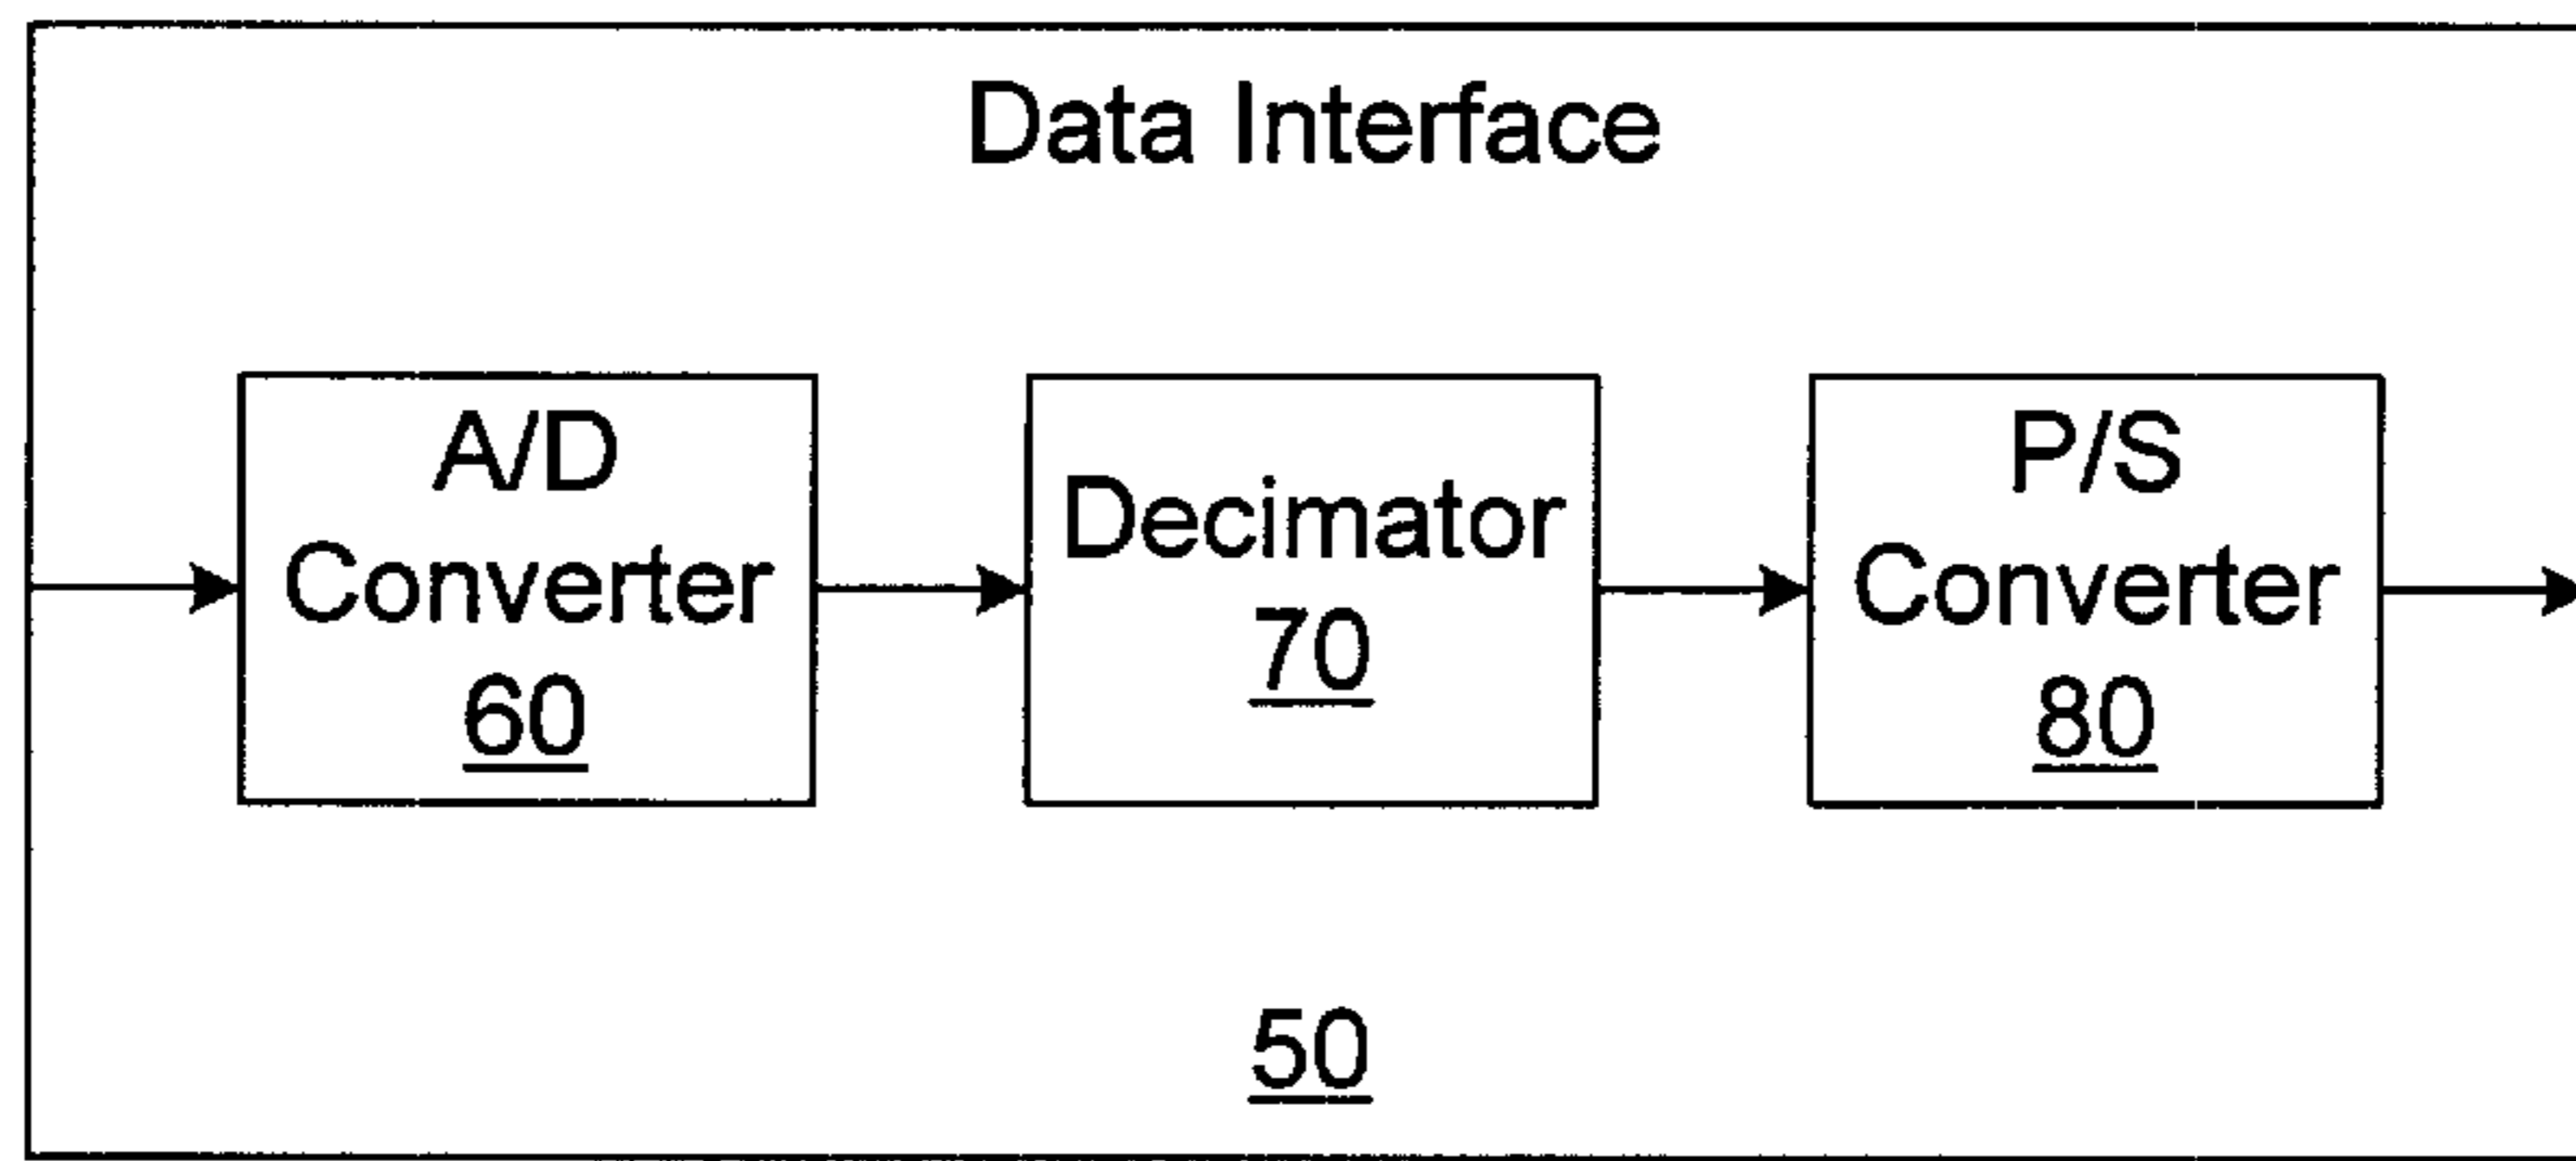 Data Interface
A/D
Converter
60
Decimator
70
P/S
Converter
80
50